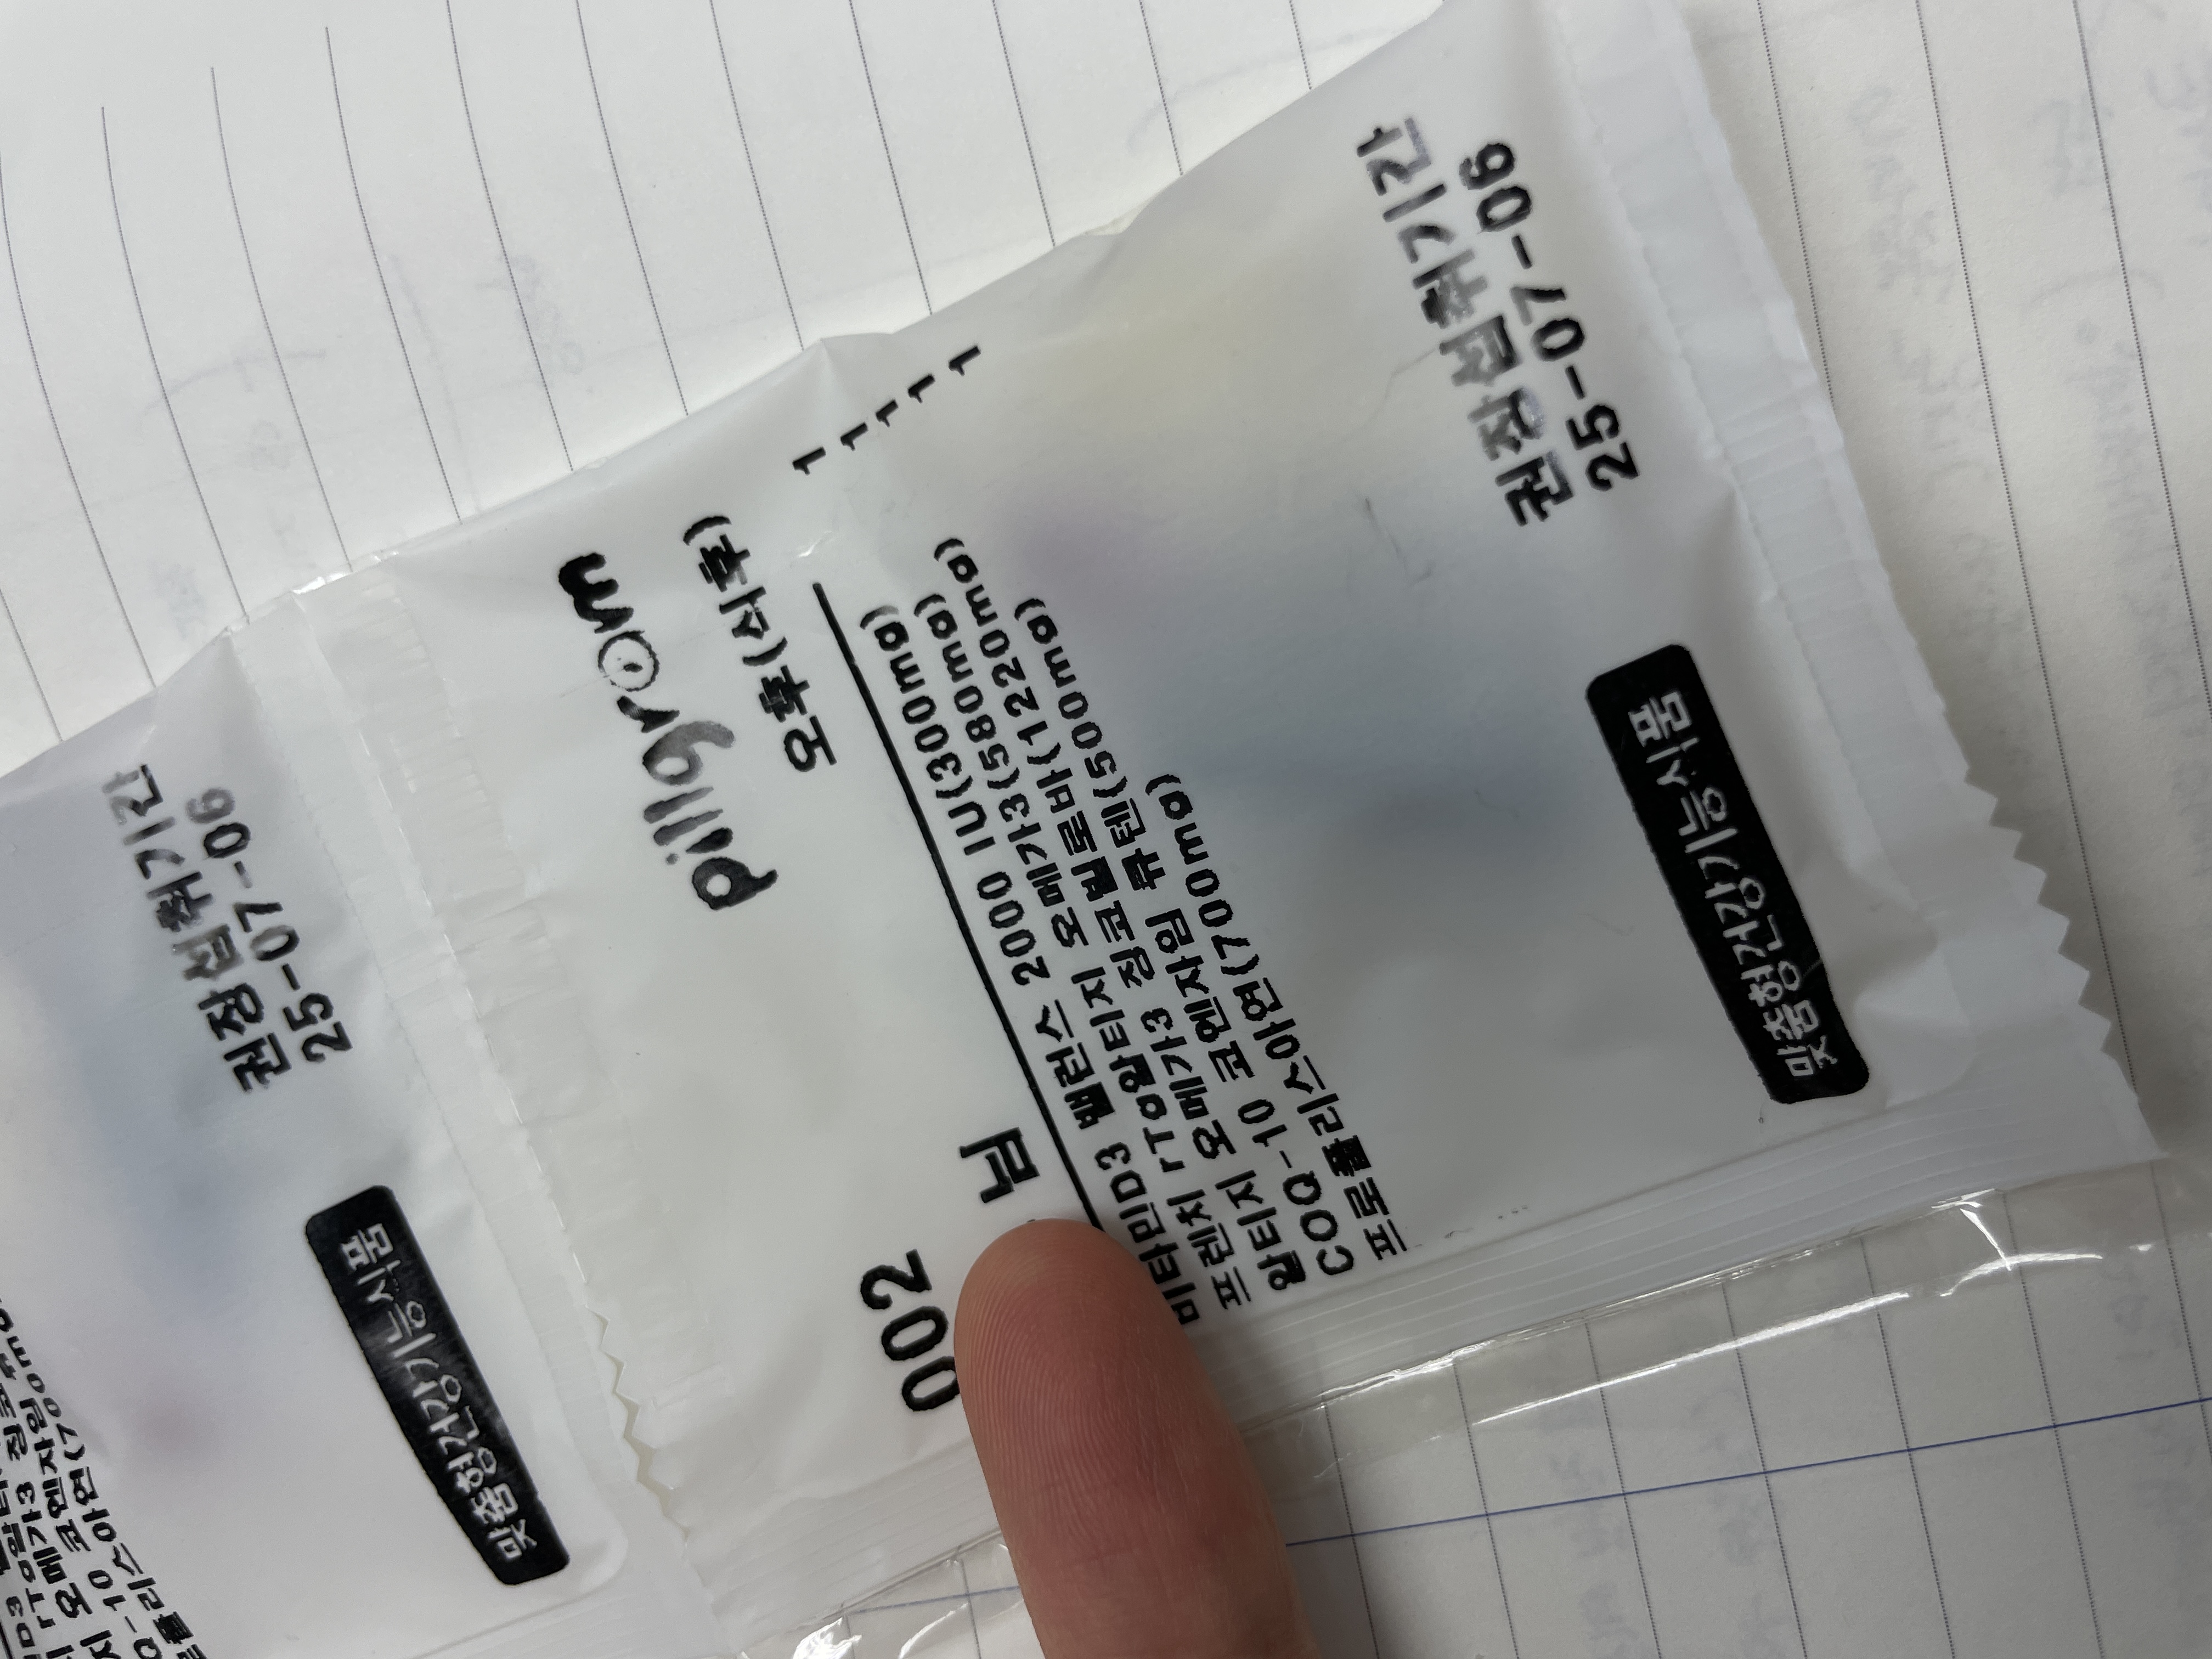 pillgrom
오후(식후)
002 님
비타민D3 밸런스 2000 IU(300mg) 1
프렌치 rTG알티지 오메가3(580mg) 1
알티지 오메가3 징코빌로바(1220mg) 1
COQ-10 코엔자임 큐텐(500mg) 1
프로폴리스아연(700mg) 1
권장섭취기간
25-07-06
맞춤형건강기능식품
권장섭취기간
25-07-06
맞춤형건강기능식품